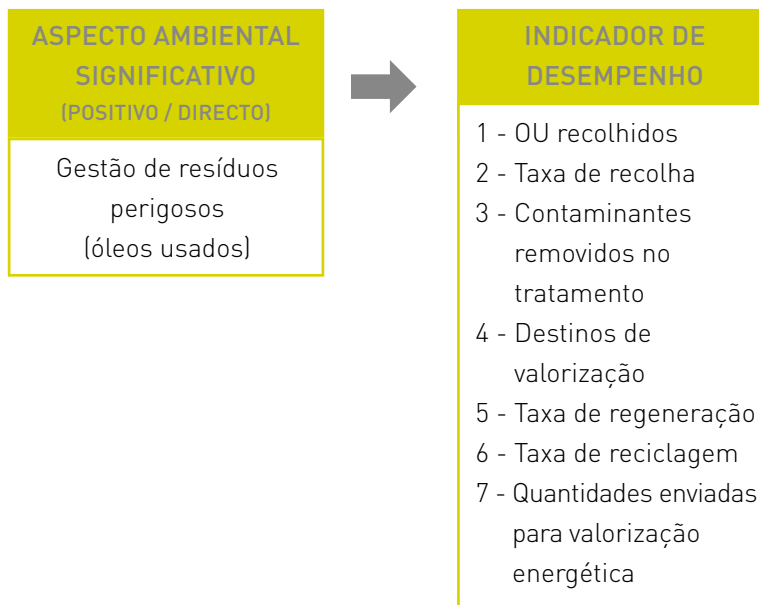 ASPECTO AMBIENTAL
SIGNIFICATIVO
(POSITIVO / DIRECTO)
Gestão de resíduos
perigosos
(óleos usados)
INDICADOR DE
DESEMPENHO
1 - OU recolhidos
2 - Taxa de recolha
3 - Contaminantes
removidos no
tratamento
4 - Destinos de
valorização
5 - Taxa de regeneração
6 - Taxa de reciclagem
7 - Quantidades enviadas
para valorização
energética